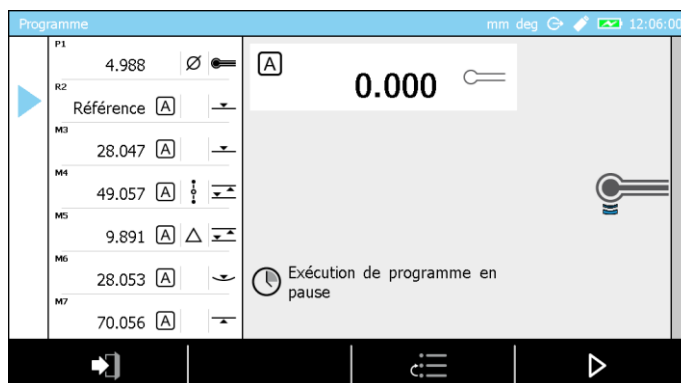 Programme mm deg 12:06:00
P1
4.988 Ø
R2
Référence A
M3
28.047 A
M4
49.057 A
M5
9.891 A
M6
28.053 A
M7
70.056 A
A
0.000
Exécution de programme en
pause